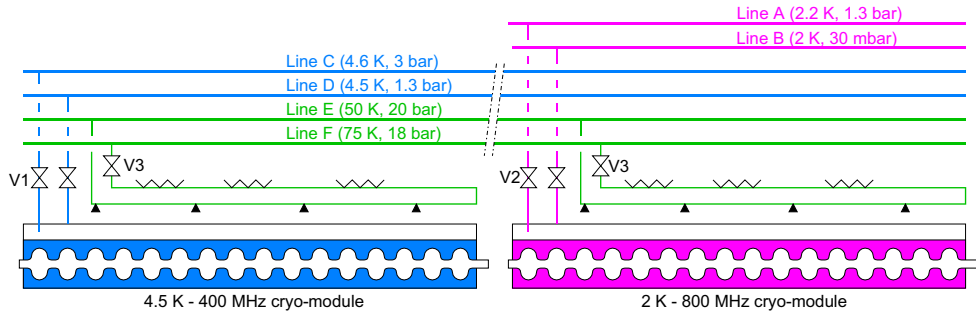 Line A (2.2 K, 1.3 bar)
Line B (2 K, 30 mbar)
Line C (4.6 K, 3 bar)
Line D (4.5 K, 1.3 bar)
Line E (50 K, 20 bar)
Line F (75 K, 18 bar)
V1
V3
V2
V3
4.5 K - 400 MHz cryo-module
2 K - 800 MHz cryo-module